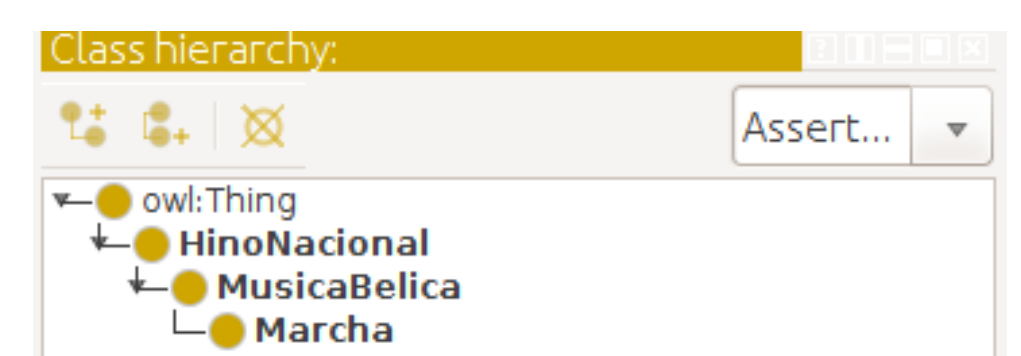 Class hierarchy:
Assert...
owl:Thing
HinoNacional
MusicaBelica
Marcha